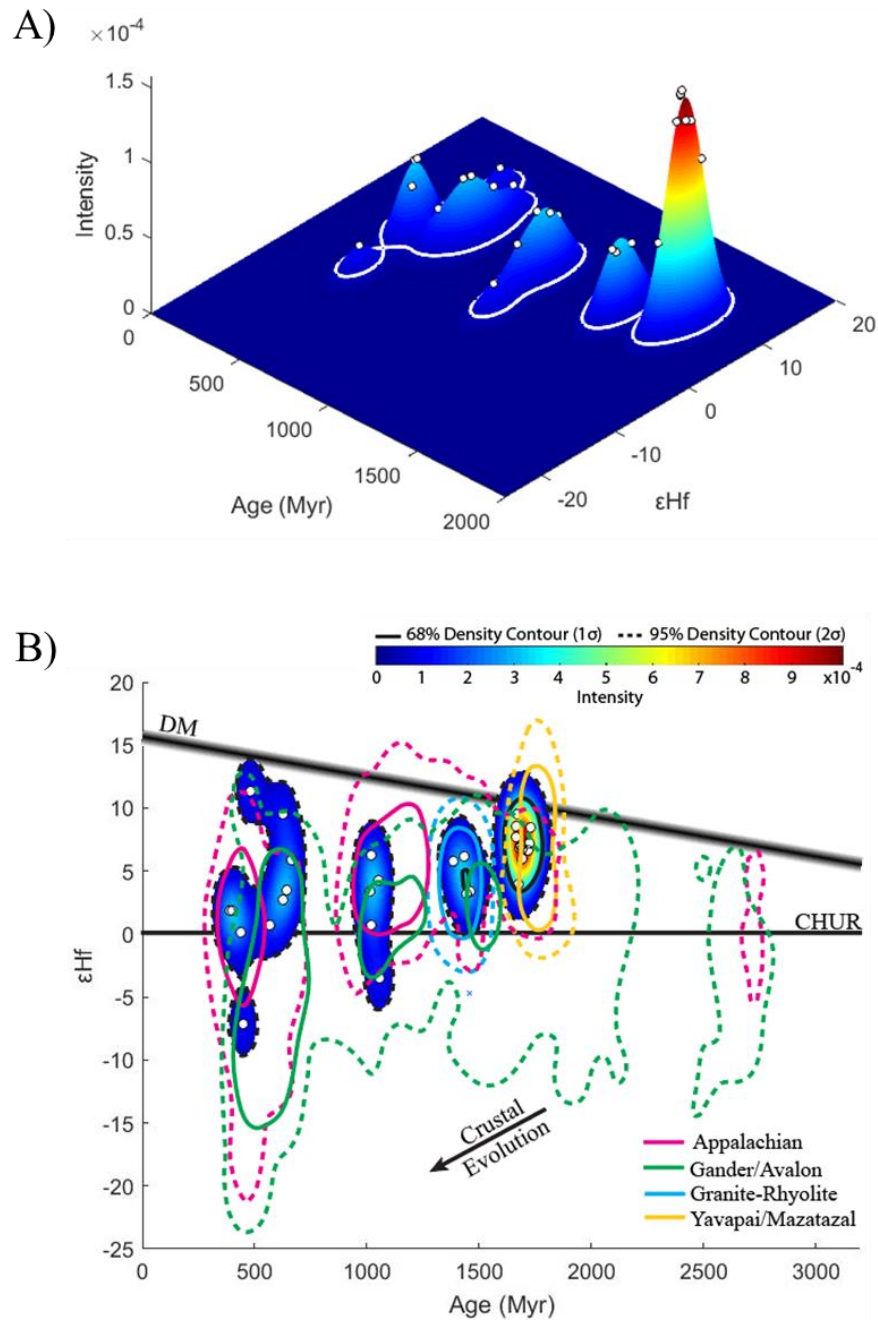 A)
×10-4
1.5
1
0.5
0
Intensity
0
500
1000
1500
2000
Age (Myr)
20
10
0
-10
-20
εHf
B)
68% Density Contour (1σ) 95% Density Contour (2σ)
0 1 2 3 4 5 6 7 8 9 x10-4
Intensity
20
15
10
5
0
-5
-10
-15
-20
-25
εHf
DM
CHUR
Crustal
Evolution
Appalachian
Gander/Avalon
Granite-Rhyolite
Yavapai/Mazatazal
0 500 1000 1500 2000 2500 3000
Age (Myr)